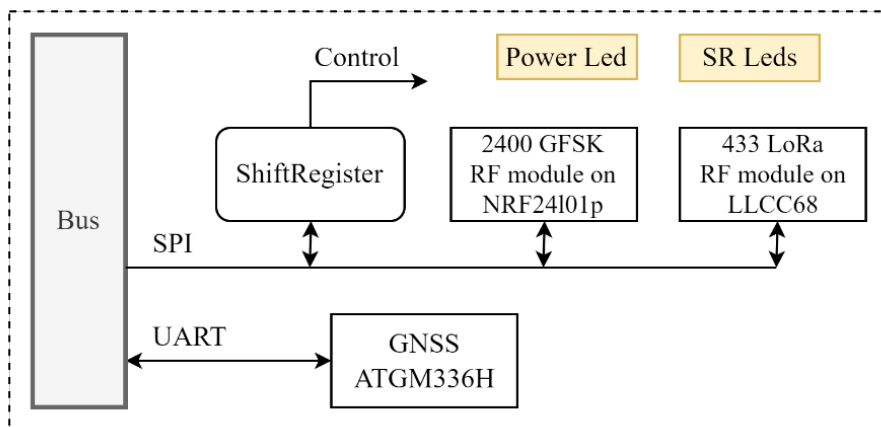 Control
Power Led
SR Leds
ShiftRegister
2400 GFSK
RF module on
NRF24l01p
433 LoRa
RF module on
LLCC68
Bus
SPI
UART
GNSS
ATGM336H